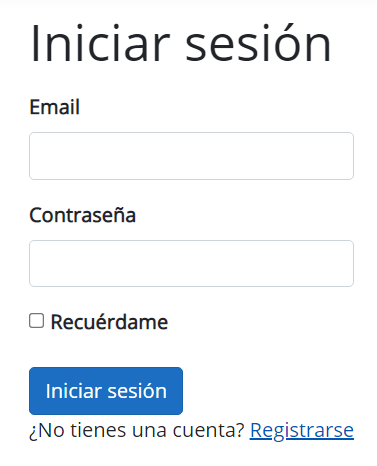 Iniciar sesión
Email
Contraseña
Recuérdame
Iniciar sesión
¿No tienes una cuenta? Registrarse